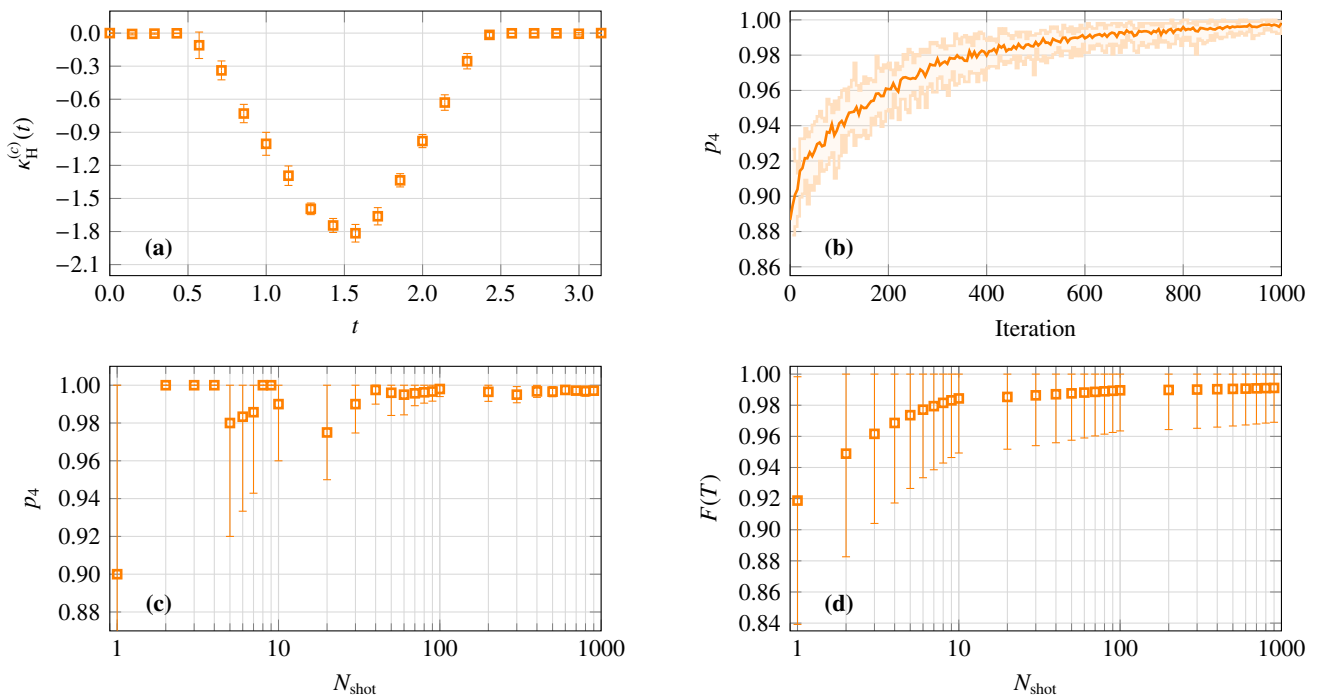 0.0
−0.3
−0.6
−0.9
−1.2
−1.5
−1.8
−2.1
κ_H^(c)(t)
(a)
0.0 0.5 1.0 1.5 2.0 2.5 3.0
t
1.00
0.98
0.96
0.94
0.92
0.90
0.88
0.86
p₄
(b)
0 200 400 600 800 1000
Iteration
1.00
0.98
0.96
0.94
0.92
0.90
0.88
p₄
(c)
1 10 100 1000
N_shot
1.00
0.98
0.96
0.94
0.92
0.90
0.88
0.86
0.84
F(T)
(d)
1 10 100 1000
N_shot